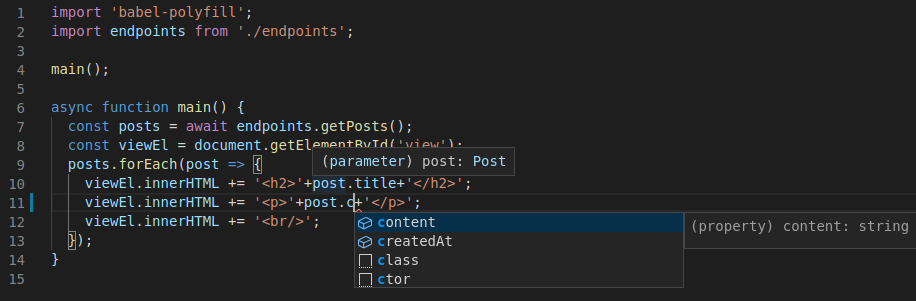 1 import 'babel-polyfill';
2 import endpoints from './endpoints';
3
4 main();
5
6 async function main() {
7 const posts = await endpoints.getPosts();
8 const viewEl = document.getElementById('view');
9 posts.forEach(post => {
(parameter) post: Post
10 viewEl.innerHTML += '<h2>'+post.title+'</h2>';
11 viewEl.innerHTML += '<p>'+post.c+'</p>';
12 viewEl.innerHTML += '<br/>';
13 });
14 }
15
content
(property) content: string
createdAt
class
ctor